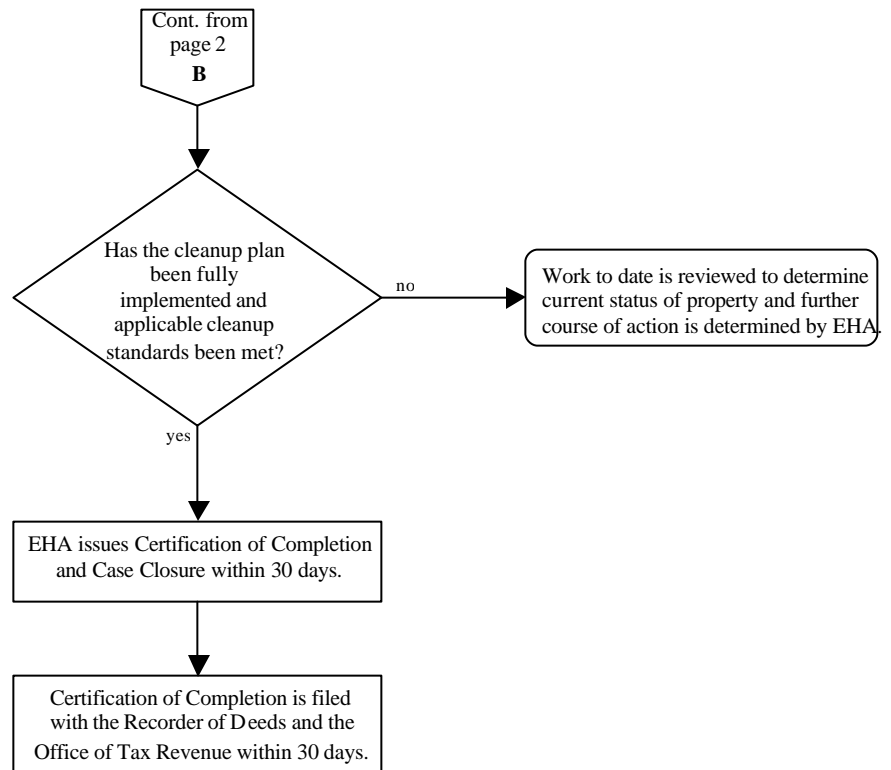 Cont. from
page 2
B
Has the cleanup plan
been fully
implemented and
applicable cleanup
standards been met?
no
Work to date is reviewed to determine
current status of property and further
course of action is determined by EHA.
yes
EHA issues Certification of Completion
and Case Closure within 30 days.
Certification of Completion is filed
with the Recorder of Deeds and the
Office of Tax Revenue within 30 days.